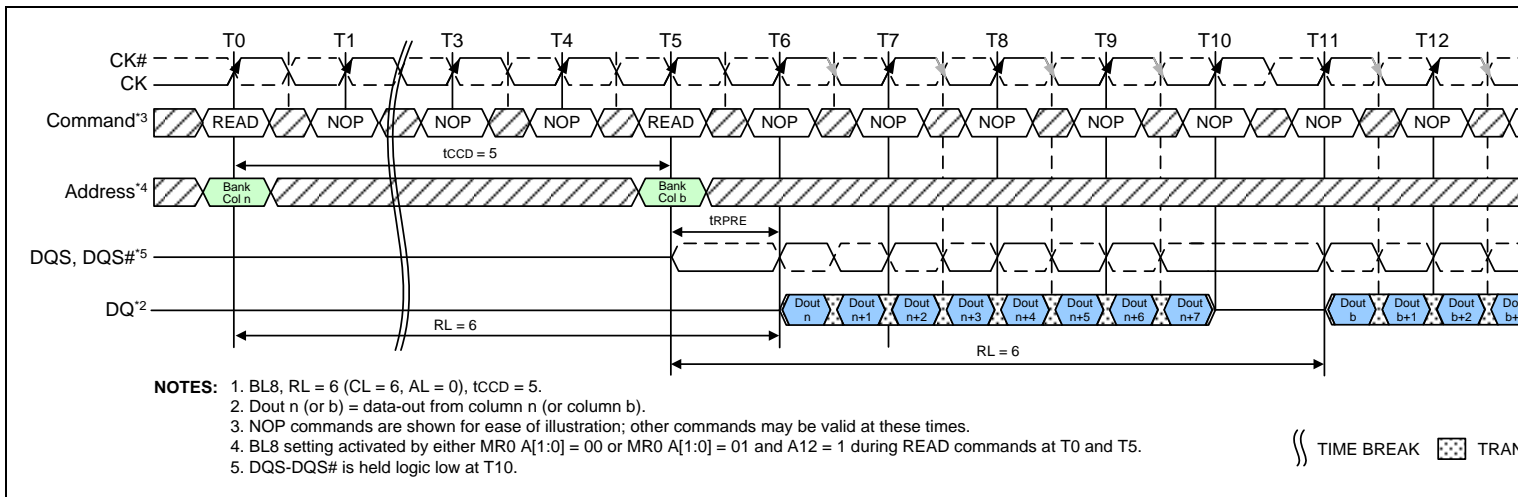 T0 T1 T3 T4 T5 T6 T7 T8 T9 T10 T11 T12
CK#
CK
Command*3 READ NOP NOP NOP READ NOP NOP NOP NOP NOP NOP NOP
tCCD = 5
Address*4 Bank Col n Bank Col b
tRPRE
DQS, DQS#*5
DQ*2 Dout n Dout n+1 Dout n+2 Dout n+3 Dout n+4 Dout n+5 Dout n+6 Dout n+7 Dout b Dout b+1 Dout b+2
RL = 6
RL = 6
NOTES: 1. BL8, RL = 6 (CL = 6, AL = 0), tCCD = 5.
2. Dout n (or b) = data-out from column n (or column b).
3. NOP commands are shown for ease of illustration; other commands may be valid at these times.
4. BL8 setting activated by either MR0 A[1:0] = 00 or MR0 A[1:0] = 01 and A12 = 1 during READ commands at T0 and T5.
5. DQS-DQS# is held logic low at T10.
TIME BREAK TRAN